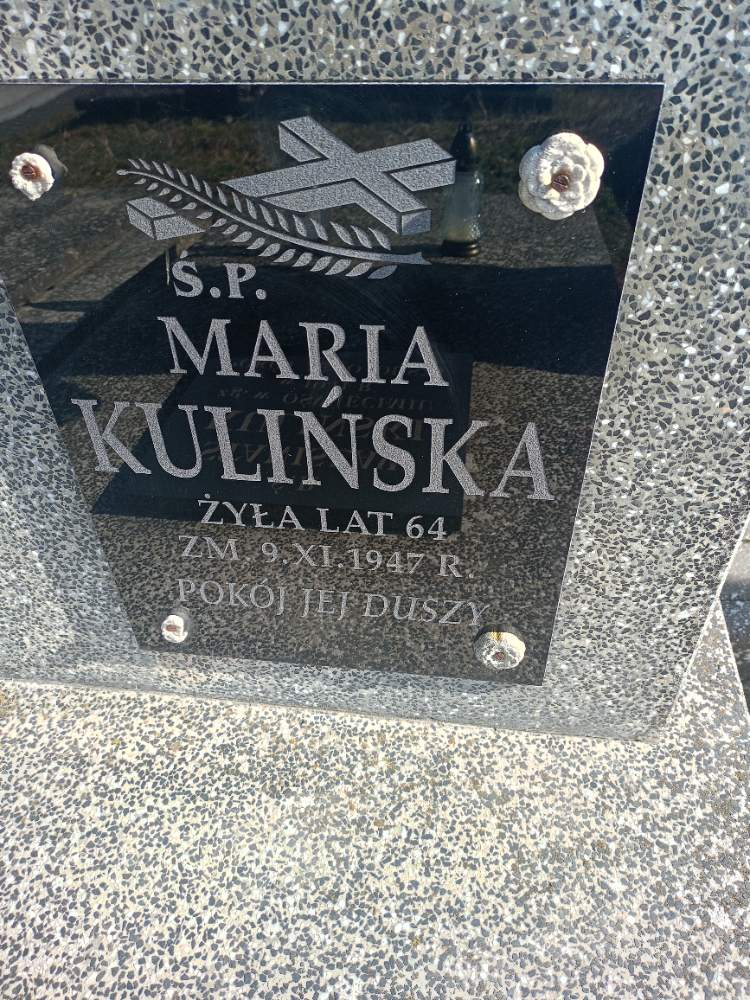 Ś.P.
MARIA
KULIŃSKA
ŻYŁA LAT 64
ZM. 9.XI.1947 R.
POKÓJ JEJ DUSZY